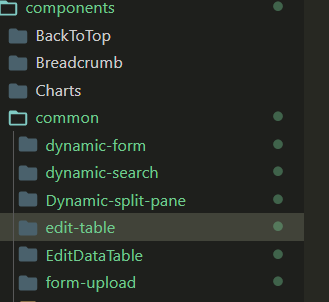 components
BackToTop
Breadcrumb
Charts
common
dynamic-form
dynamic-search
Dynamic-split-pane
edit-table
EditDataTable
form-upload